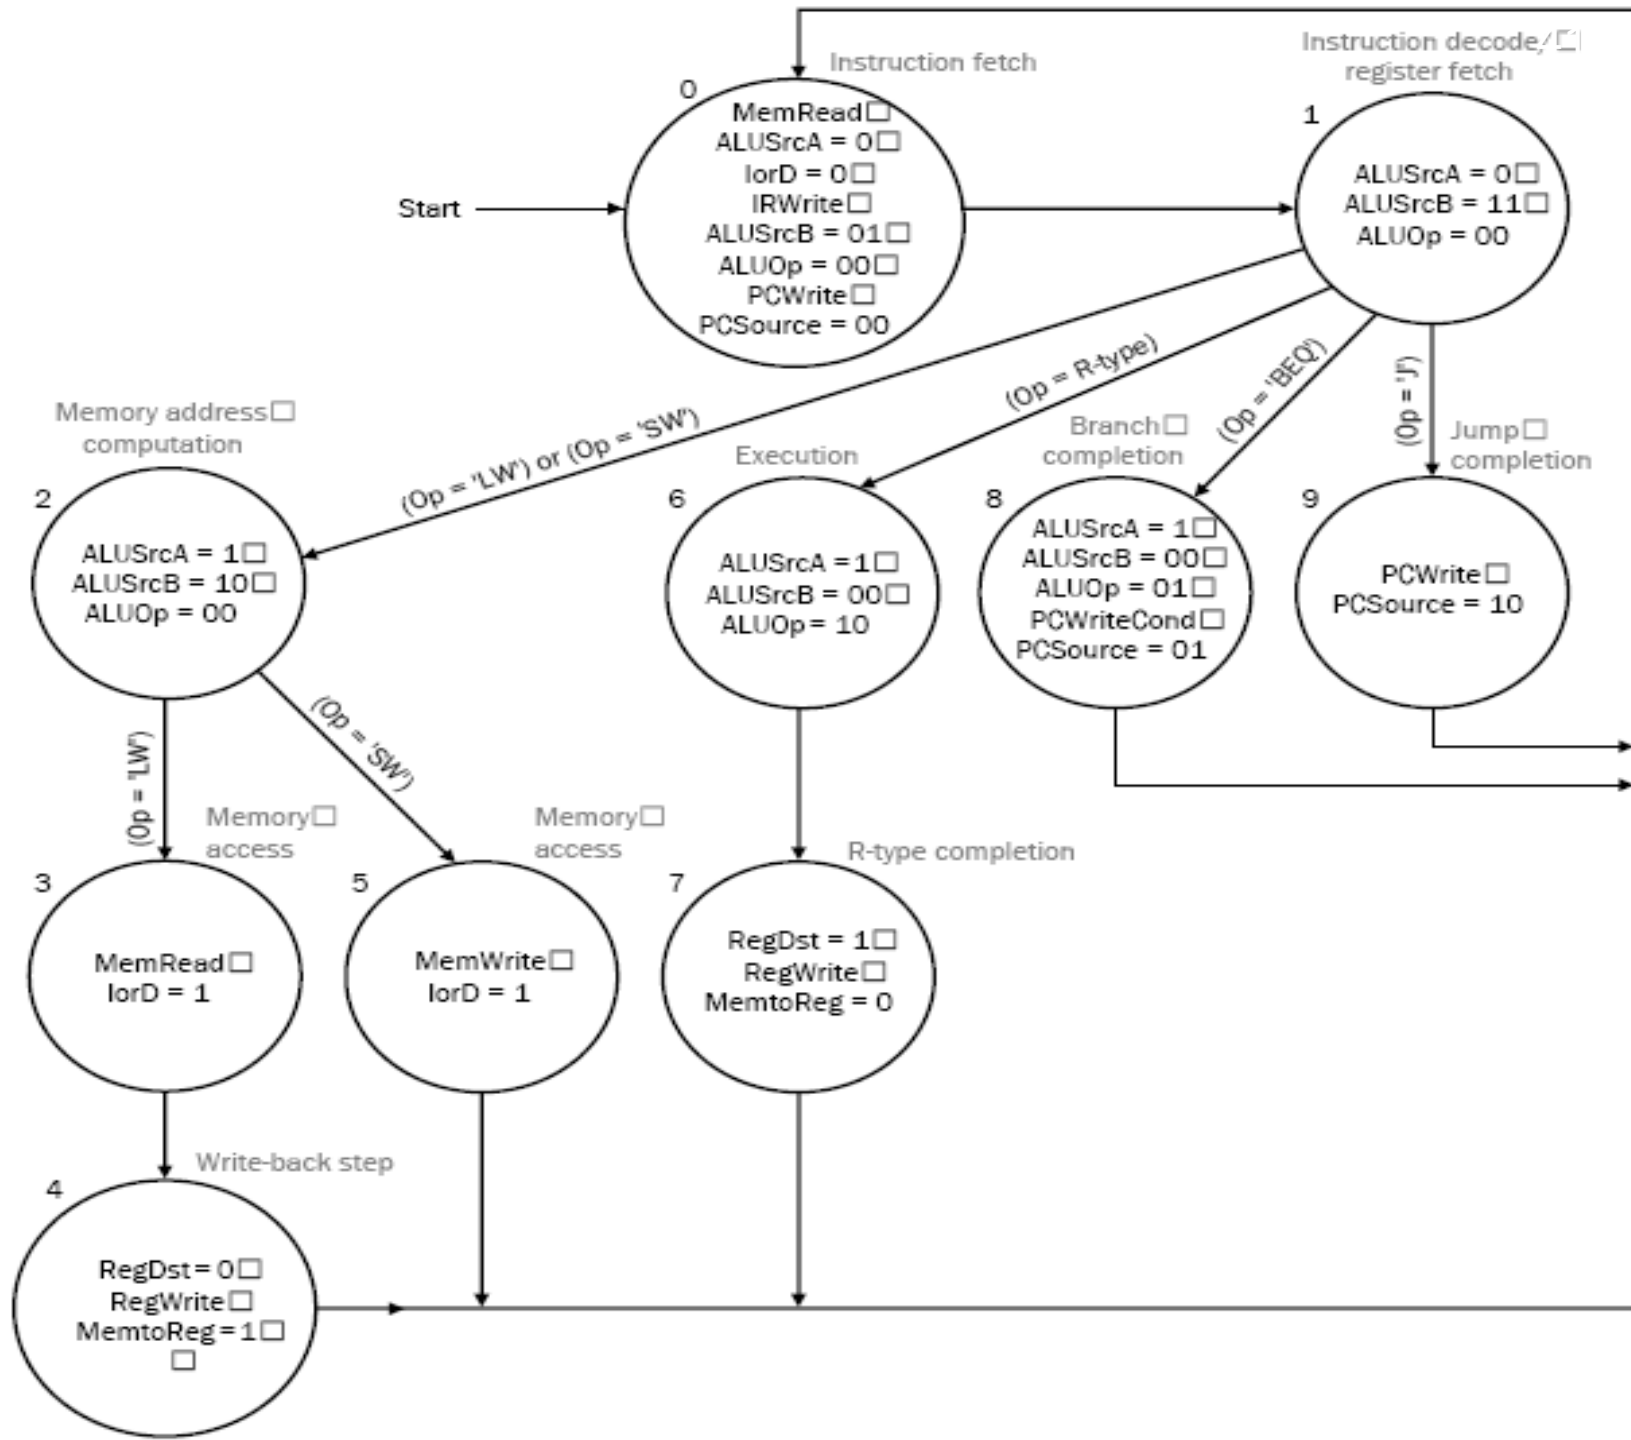 Instruction fetch
0
MemRead□
ALUSrcA = 0□
IorD = 0□
IRWrite□
ALUSrcB = 01□
ALUOp = 00□
PCWrite□
PCSource = 00
Start
Instruction decode/□
register fetch
1
ALUSrcA = 0□
ALUSrcB = 11□
ALUOp = 00
(Op = 'LW') or (Op = 'SW')
(Op = R-type)
(Op = 'BEQ')
(Op = 'J')
Memory address□
computation
2
ALUSrcA = 1□
ALUSrcB = 10□
ALUOp = 00
Execution
6
ALUSrcA = 1□
ALUSrcB = 00□
ALUOp = 10
Branch□
completion
8
ALUSrcA = 1□
ALUSrcB = 00□
ALUOp = 01□
PCWriteCond□
PCSource = 01
Jump□
completion
9
PCWrite□
PCSource = 10
(Op = 'LW')
(Op = 'SW')
Memory□
access
3
MemRead□
IorD = 1
Memory□
access
5
MemWrite□
IorD = 1
R-type completion
7
RegDst = 1□
RegWrite□
MemtoReg = 0
Write-back step
4
RegDst = 0□
RegWrite□
MemtoReg = 1□
□